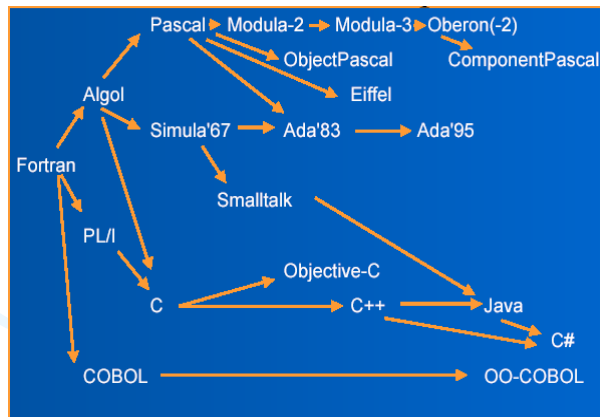 Pascal Modula-2 Modula-3 Oberon(-2)
ObjectPascal ComponentPascal
Algol Eiffel
Simula'67 Ada'83 Ada'95
Fortran
Smalltalk
PL/I
Objective-C
C C++ Java
C#
COBOL OO-COBOL